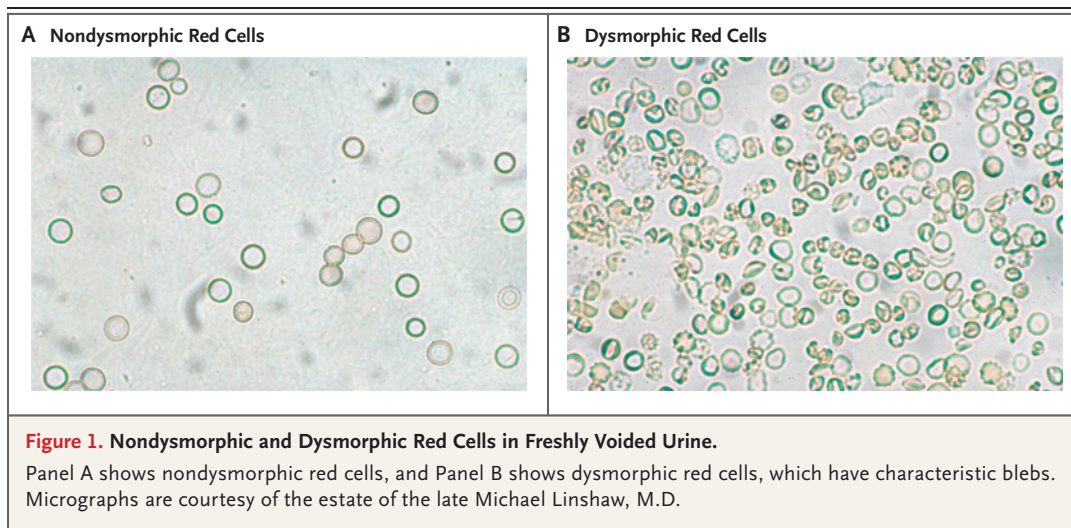 A Nondysmorphic Red Cells
B Dysmorphic Red Cells
Figure 1. Nondysmorphic and Dysmorphic Red Cells in Freshly Voided Urine.
Panel A shows nondysmorphic red cells, and Panel B shows dysmorphic red cells, which have characteristic blebs.
Micrographs are courtesy of the estate of the late Michael Linshaw, M.D.